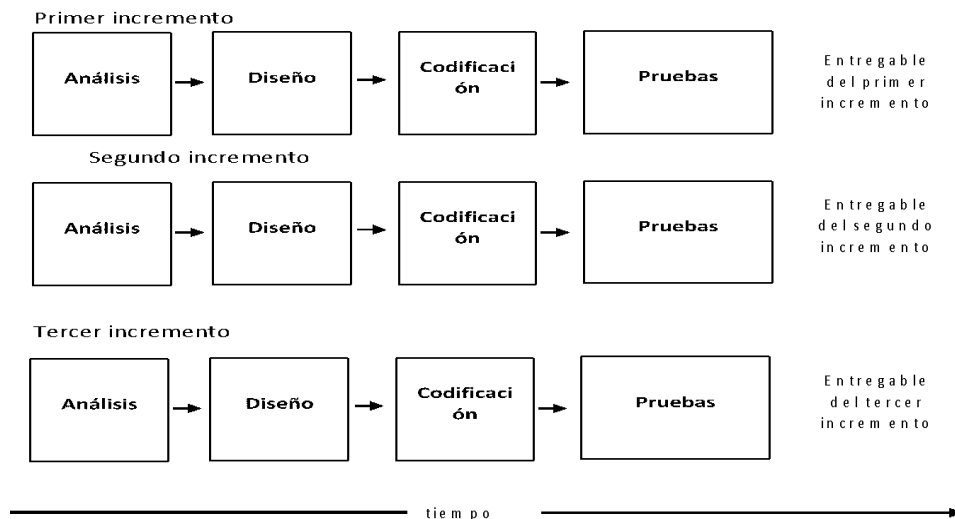 Primer incremento
Análisis
Diseño
Codificaci
ón
Pruebas
Entregable
del primer
incremento
Segundo incremento
Análisis
Diseño
Codificaci
ón
Pruebas
Entregable
del segundo
incremento
Tercer incremento
Análisis
Diseño
Codificaci
ón
Pruebas
Entregable
del tercer
incremento
tiempo